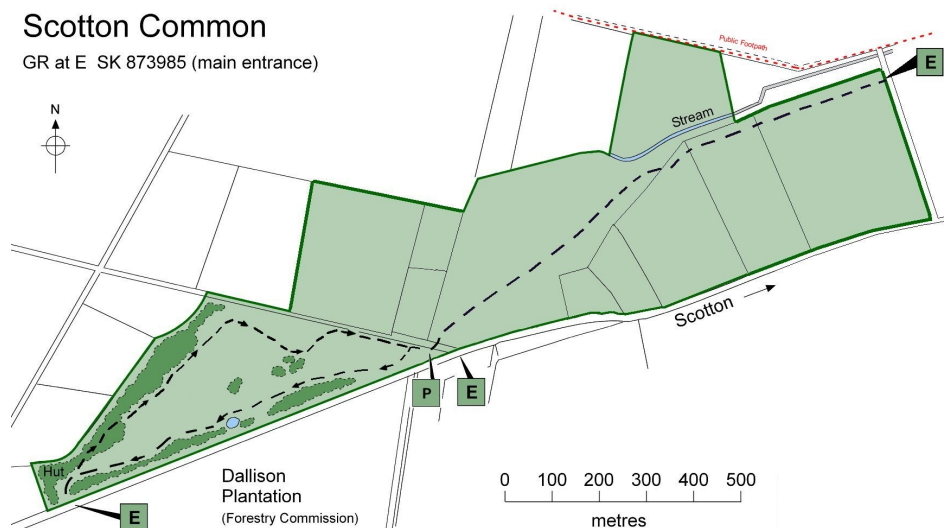 Scotton Common
GR at E SK 873985 (main entrance)
N
Public Footpath
E
Stream
Scotton
P
E
Hut
E
Dallison
Plantation
(Forestry Commission)
0 100 200 300 400 500
metres